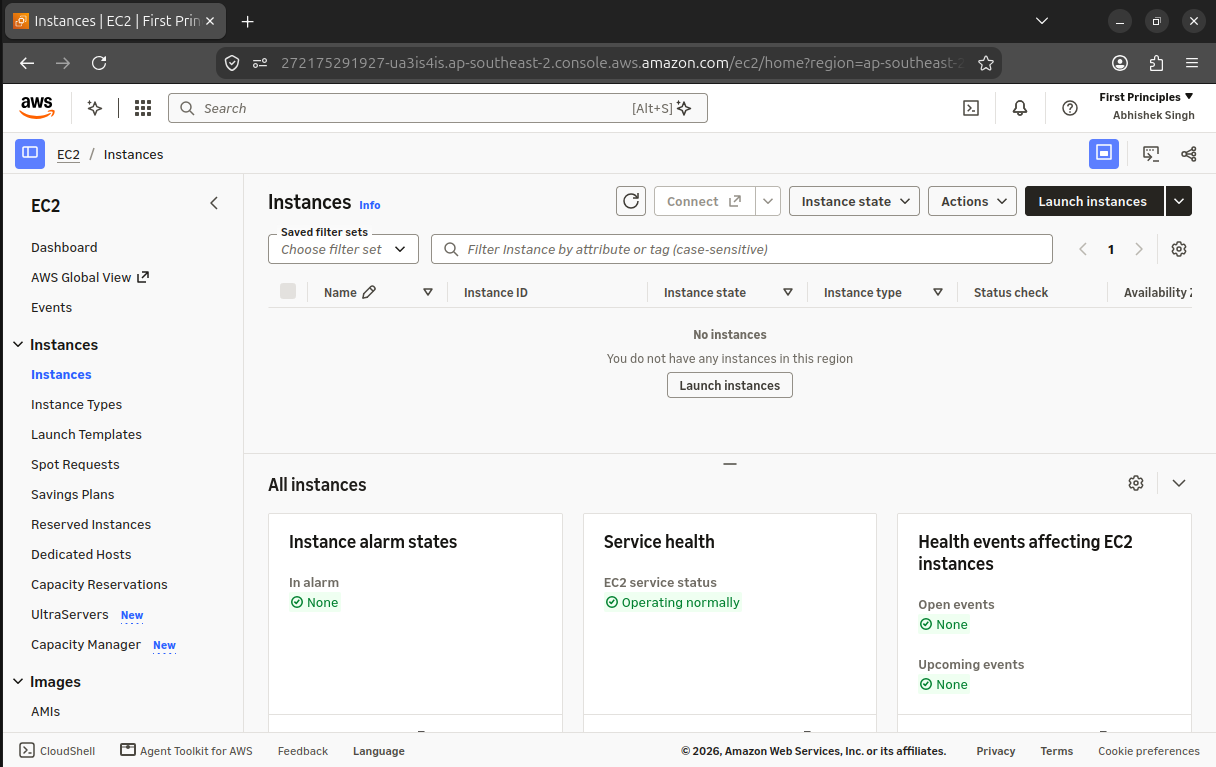 Instances | EC2 | First Prin
272175291927-ua3is4is.ap-southeast-2.console.aws.amazon.com/ec2/home?region=ap-southeast-2
aws
Search
[Alt+S]
First Principles
Abhishek Singh
EC2 / Instances
EC2
Dashboard
AWS Global View
Events
Instances
Instances
Instance Types
Launch Templates
Spot Requests
Savings Plans
Reserved Instances
Dedicated Hosts
Capacity Reservations
UltraServers New
Capacity Manager New
Images
AMIs
Instances Info
Connect
Instance state
Actions
Launch instances
Saved filter sets
Choose filter set
Filter Instance by attribute or tag (case-sensitive)
1
Name
Instance ID
Instance state
Instance type
Status check
Availability
No instances
You do not have any instances in this region
Launch instances
All instances
Instance alarm states
In alarm
None
Service health
EC2 service status
Operating normally
Health events affecting EC2
instances
Open events
None
Upcoming events
None
CloudShell
Agent Toolkit for AWS
Feedback
Language
© 2026, Amazon Web Services, Inc. or its affiliates.
Privacy
Terms
Cookie preferences